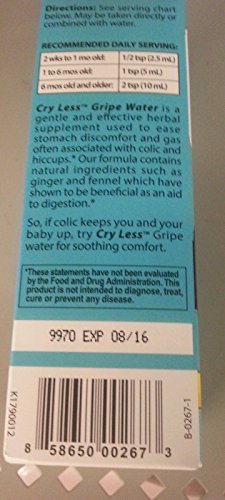 Directions: See serving chart
below. May be taken directly or
combined with water.
RECOMMENDED DAILY SERVING:
2 wks to 1 mo old: 1/2 tsp (2.5 mL)
1 to 6 mos old: 1 tsp (5 mL)
6 mos old and older: 2 tsp (10 mL)
Cry Less™ Gripe Water is a
gentle and effective herbal
supplement used to ease
stomach discomfort and gas
often associated with colic and
hiccups.* Our formula contains
natural ingredients such as
ginger and fennel which have
shown to be beneficial as an aid
to digestion.*
So, if colic keeps you and your
baby up, try Cry Less™ Gripe
water for soothing comfort.
*These statements have not been evaluated
by the Food and Drug Administration. This
product is not intended to diagnose, treat,
cure or prevent any disease.
9970 EXP 08/16
K1790012
B-0267-1
8 58650 00267 3